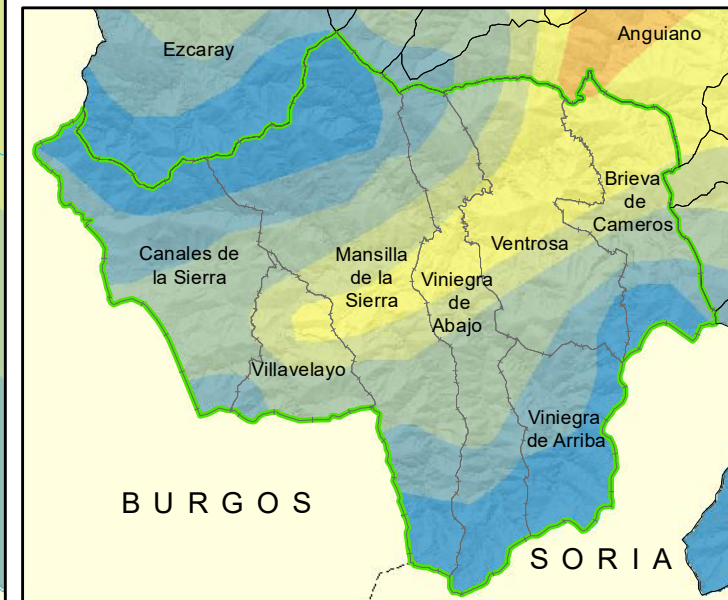 Anguiano
Ezcaray
Brieva
de
Cameros
Canales de
la Sierra
Mansilla
de la
Sierra
Ventrosa
Viniegra
de
Abajo
Villavelayo
Viniegra
de Arriba
BURGOS
SORIA